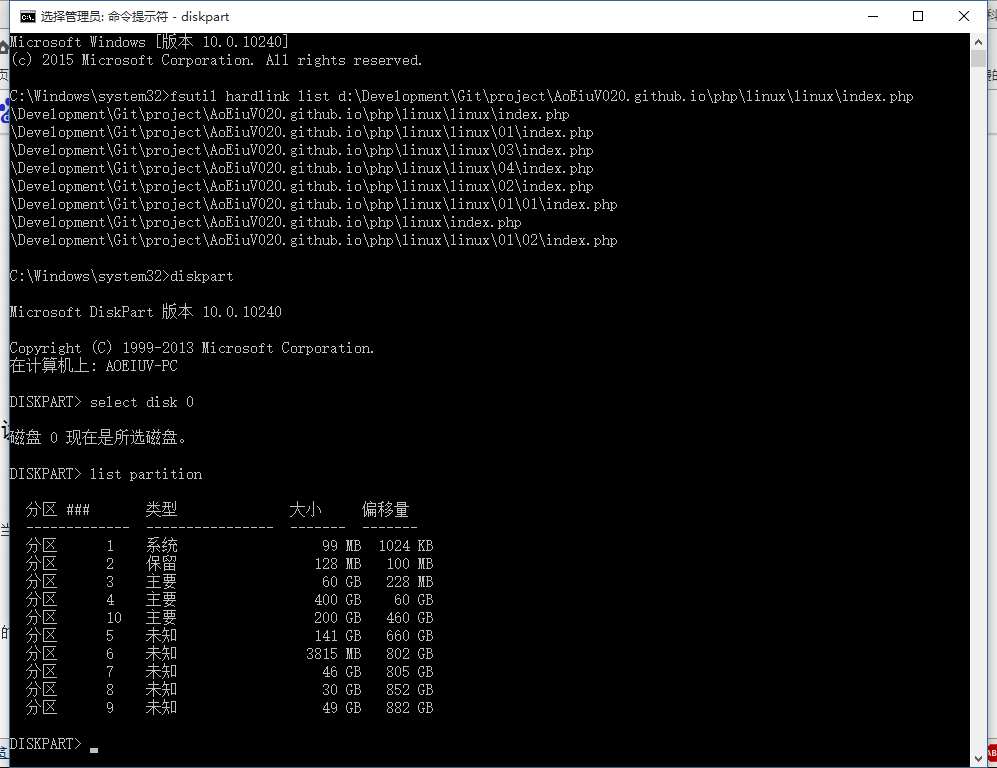 选择管理员: 命令提示符 - diskpart
Microsoft Windows [版本 10.0.10240]
(c) 2015 Microsoft Corporation. All rights reserved.
C:\Windows\system32>fsutil hardlink list d:\Development\Git\project\AoEiuV020.github.io\php\linux\linux\index.php
\Development\Git\project\AoEiuV020.github.io\php\linux\linux\index.php
\Development\Git\project\AoEiuV020.github.io\php\linux\linux\01\index.php
\Development\Git\project\AoEiuV020.github.io\php\linux\linux\03\index.php
\Development\Git\project\AoEiuV020.github.io\php\linux\linux\04\index.php
\Development\Git\project\AoEiuV020.github.io\php\linux\linux\02\index.php
\Development\Git\project\AoEiuV020.github.io\php\linux\linux\01\01\index.php
\Development\Git\project\AoEiuV020.github.io\php\linux\index.php
\Development\Git\project\AoEiuV020.github.io\php\linux\linux\01\02\index.php
C:\Windows\system32>diskpart
Microsoft DiskPart 版本 10.0.10240
Copyright (C) 1999-2013 Microsoft Corporation.
在计算机上: AOEIUV-PC
DISKPART> select disk 0
磁盘 0 现在是所选磁盘。
DISKPART> list partition
分区 ### 类型 大小 偏移量
------------- ---------------- ------- -------
分区 1 系统 99 MB 1024 KB
分区 2 保留 128 MB 100 MB
分区 3 主要 60 GB 228 MB
分区 4 主要 400 GB 60 GB
分区 10 主要 200 GB 460 GB
分区 5 未知 141 GB 660 GB
分区 6 未知 3815 MB 802 GB
分区 7 未知 46 GB 805 GB
分区 8 未知 30 GB 852 GB
分区 9 未知 49 GB 882 GB
DISKPART>